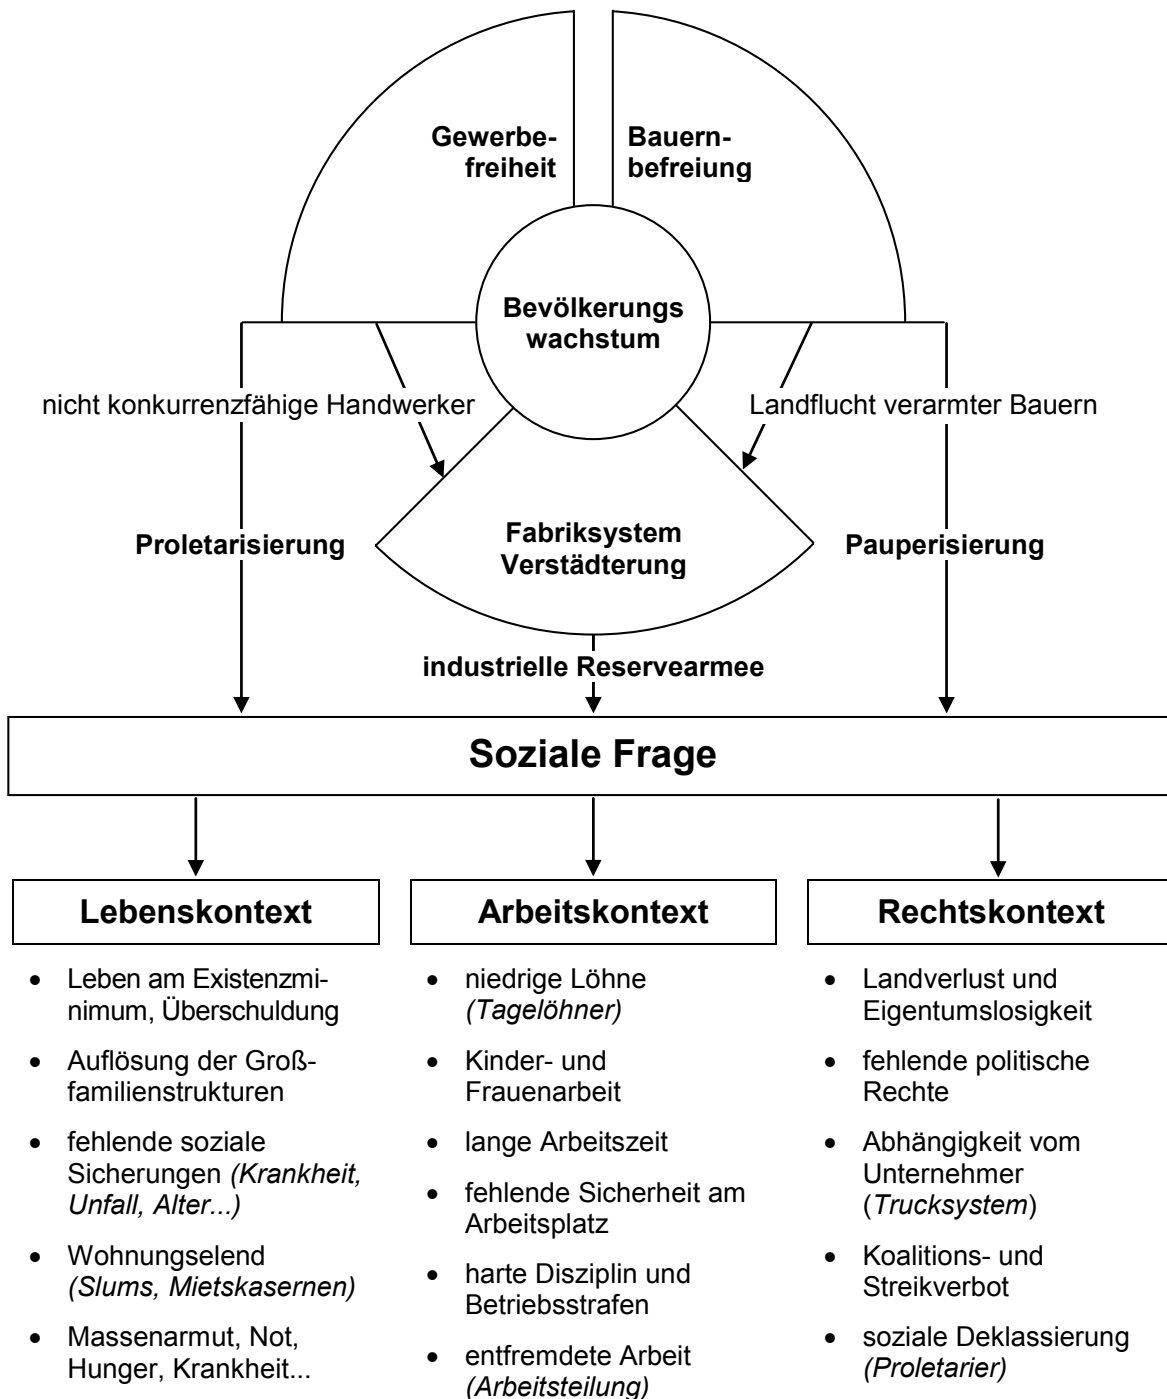 Gewerbe-
freiheit
Bauern-
befreiung
Bevölkerungs
wachstum
nicht konkurrenzfähige Handwerker
Landflucht verarmter Bauern
Proletarisierung
Fabriksystem
Verstädterung
Pauperisierung
industrielle Reservearmee
Soziale Frage
Lebenskontext
• Leben am Existenzmi-
nimum, Überschuldung
• Auflösung der Groß-
familienstrukturen
• fehlende soziale
Sicherungen (Krankheit,
Unfall, Alter...)
• Wohnungselend
(Slums, Mietskasernen)
• Massenarmut, Not,
Hunger, Krankheit...
Arbeitskontext
• niedrige Löhne
(Tagelöhner)
• Kinder- und
Frauenarbeit
• lange Arbeitszeit
• fehlende Sicherheit am
Arbeitsplatz
• harte Disziplin und
Betriebsstrafen
• entfremdete Arbeit
(Arbeitsteilung)
Rechtskontext
• Landverlust und
Eigentumslosigkeit
• fehlende politische
Rechte
• Abhängigkeit vom
Unternehmer
(Trucksystem)
• Koalitions- und
Streikverbot
• soziale Deklassierung
(Proletarier)